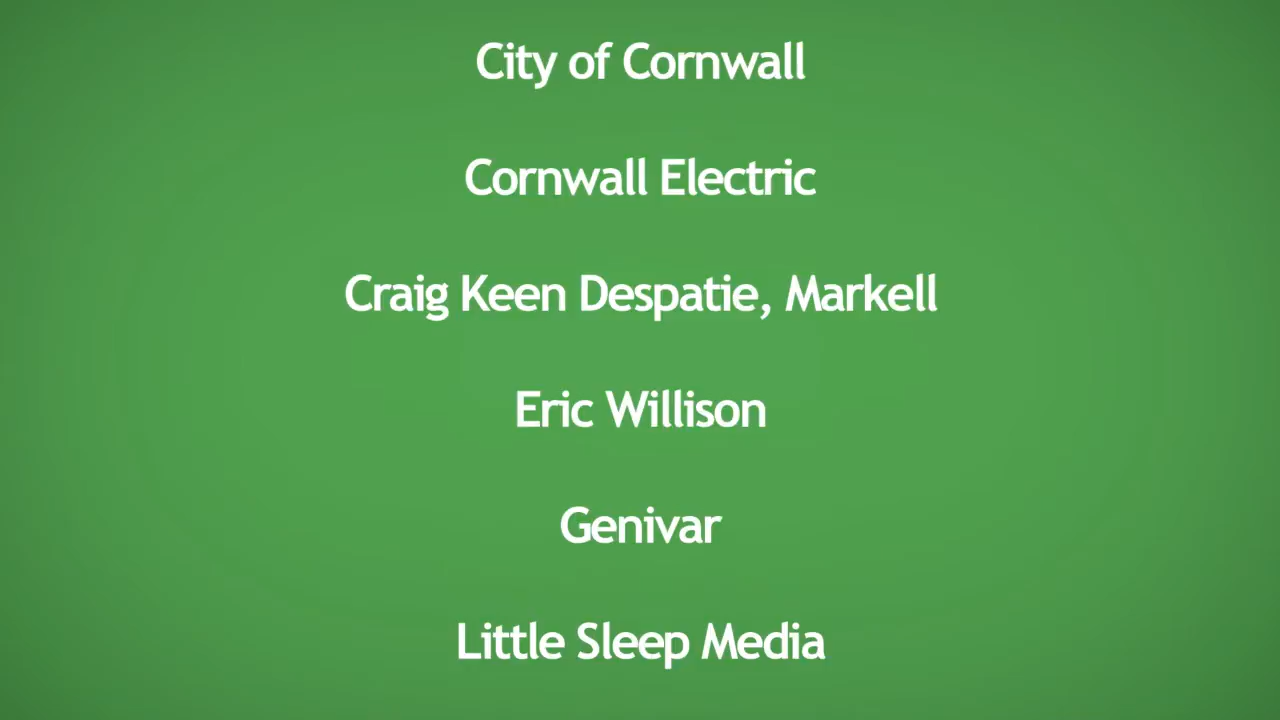 City of Cornwall
Cornwall Electric
Craig Keen Despatie, Markell
Eric Willison
Genivar
Little Sleep Media